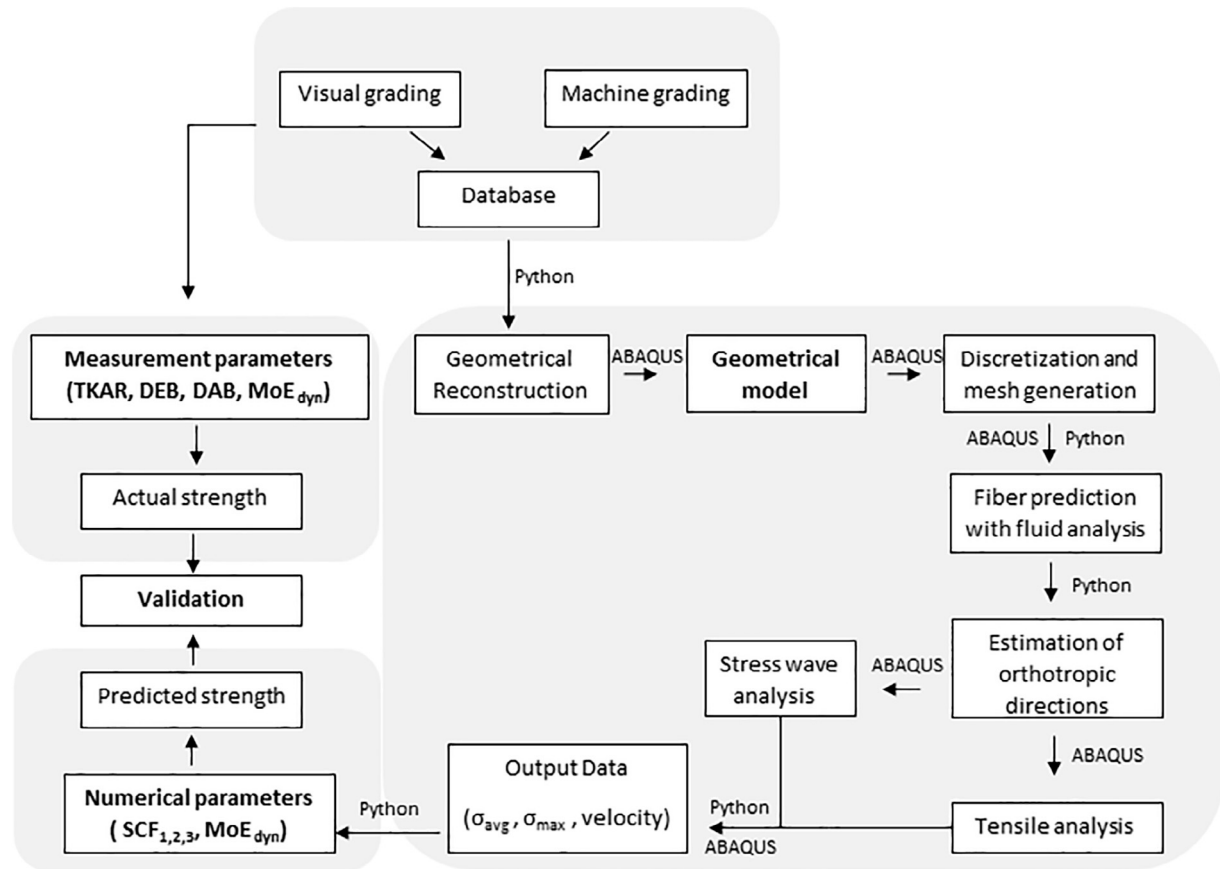 Visual grading
Machine grading
Database
Python
Measurement parameters
(TKAR, DEB, DAB, MoE dyn)
Geometrical
Reconstruction
ABAQUS
Geometrical
model
ABAQUS
Discretization and
mesh generation
ABAQUS
Python
Actual strength
Fiber prediction
with fluid analysis
Python
Validation
Estimation of
orthotropic
directions
ABAQUS
Stress wave
analysis
Predicted strength
ABAQUS
Output Data
(σavg , σmax , velocity)
Python
ABAQUS
Tensile analysis
Python
Numerical parameters
( SCF1,2,3, MoEdyn)